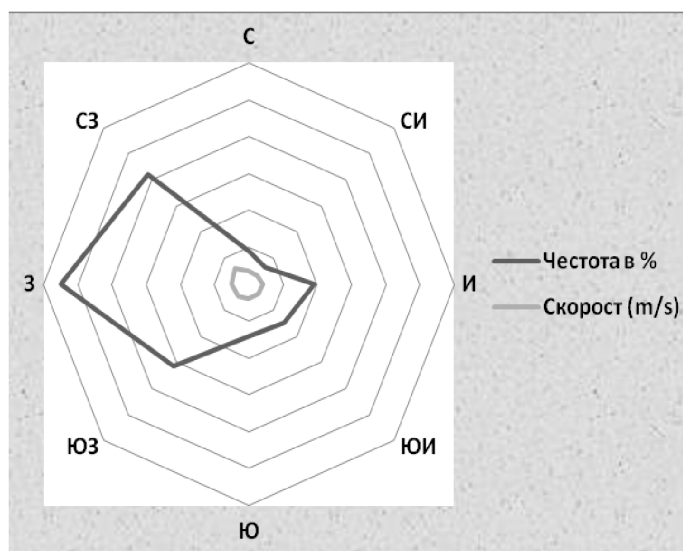 С
СЗ
СИ
З
И
ЮЗ
ЮИ
Ю
Честота в %
Скорост (m/s)